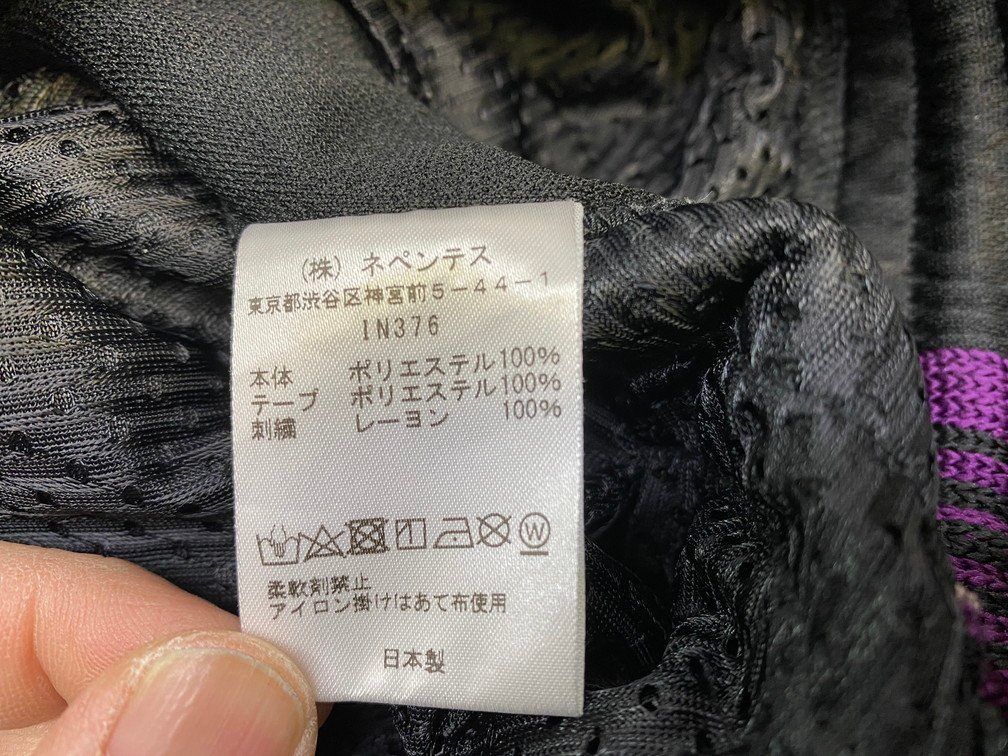 (株) ネペンテス
東京都渋谷区神宮前5-44-1
IN376
本体 ポリエステル100%
テープ ポリエステル100%
刺繍 レーヨン 100%
W
柔軟剤禁止
アイロン掛けはあて布使用
日本製